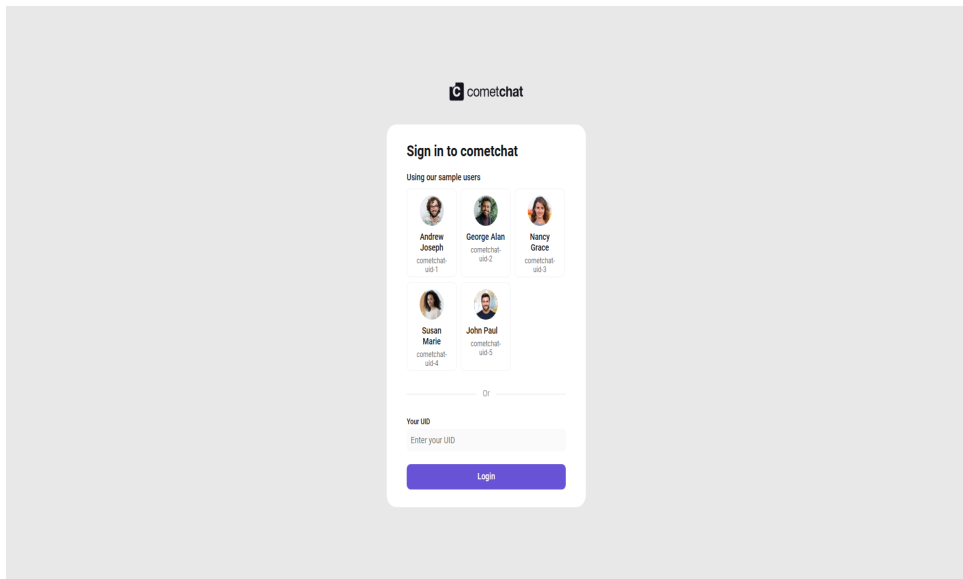 cometchat
Sign in to cometchat
Using our sample users
Andrew
Joseph
cometchat-
uid-1
George Alan
cometchat-
uid-2
Nancy
Grace
cometchat-
uid-3
Susan
Marie
cometchat-
uid-4
John Paul
cometchat-
uid-5
Or
Your UID
Enter your UID
Login